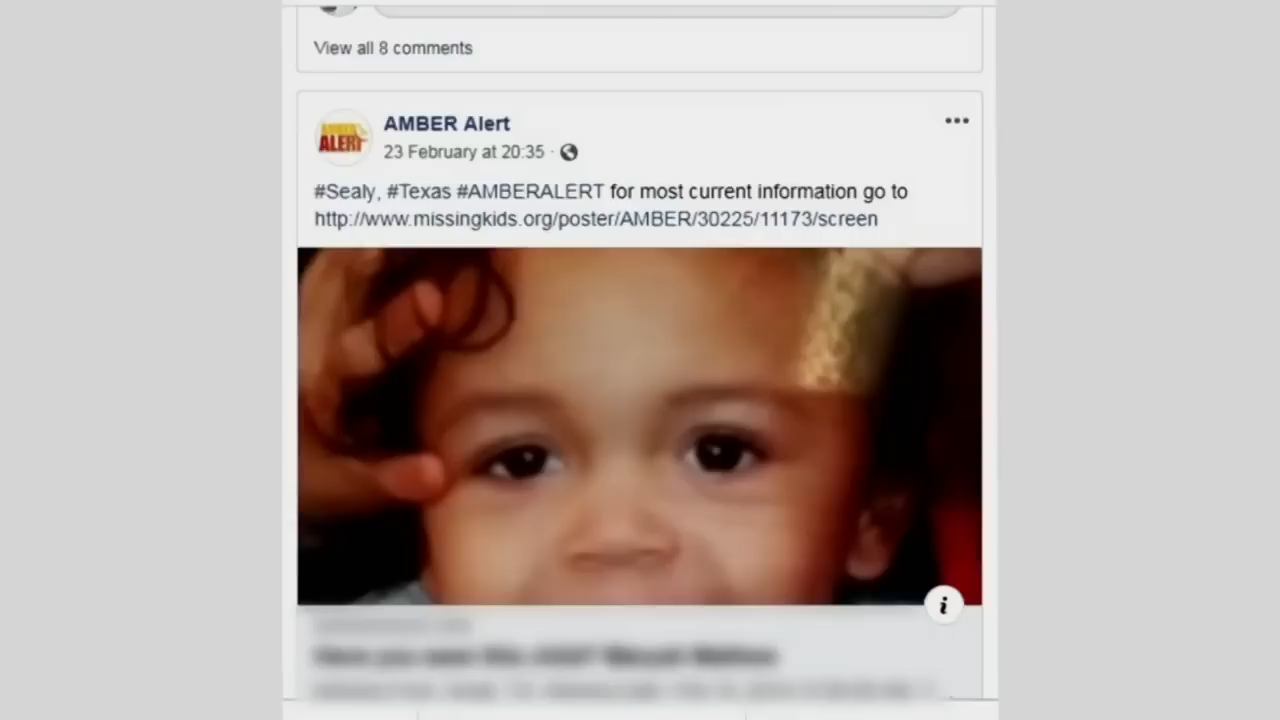 View all 8 comments
AMBER ALERT
AMBER Alert
23 February at 20:35 ·
#Sealy, #Texas #AMBERALERT for most current information go to
http://www.missingkids.org/poster/AMBER/30225/11173/screen
i